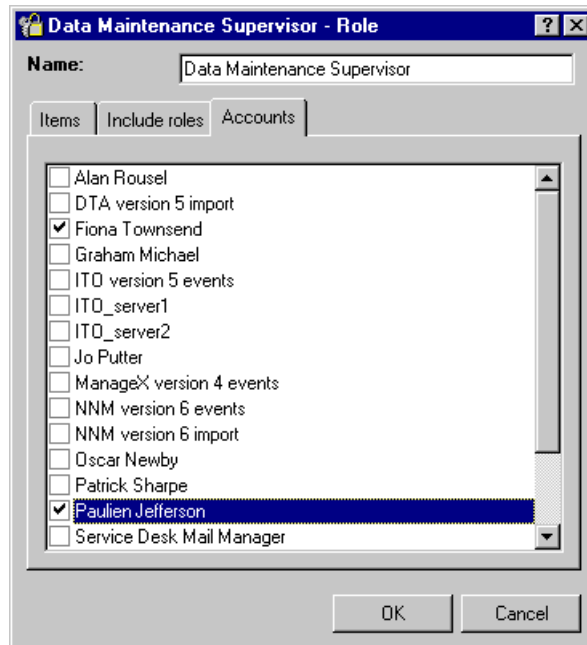 Data Maintenance Supervisor - Role
Name: Data Maintenance Supervisor
Items Include roles Accounts
Alan Rousel
DTA version 5 import
Fiona Townsend
Graham Michael
ITO version 5 events
ITO_server1
ITO_server2
Jo Putter
ManageX version 4 events
NNM version 6 events
NNM version 6 import
Oscar Newby
Patrick Sharpe
Paulien Jefferson
Service Desk Mail Manager
OK Cancel